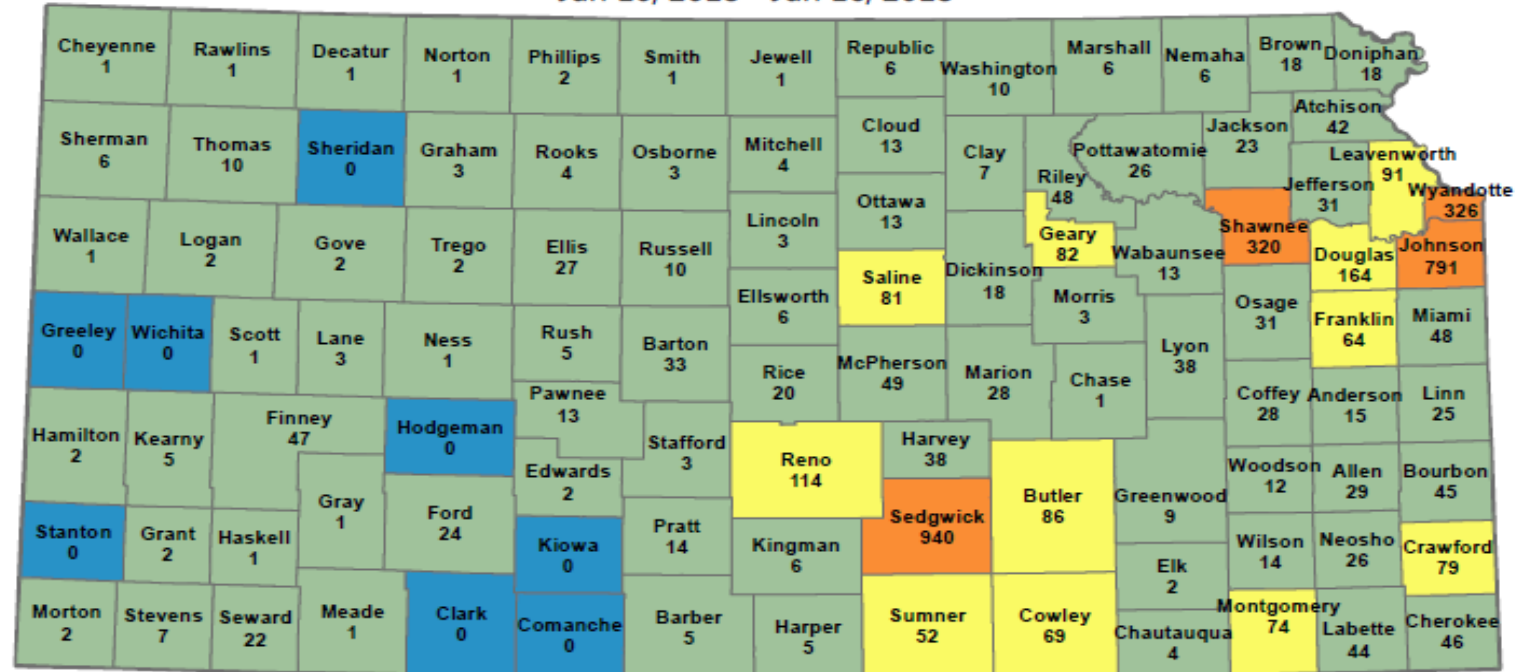 Cheyenne
1
Rawlins
1
Decatur
1
Norton
1
Phillips
2
Smith
1
Jewell
1
Republic
6
Washington
10
Marshall
6
Nemaha
6
Brown
18
Doniphan
18
Sherman
6
Thomas
10
Sheridan
0
Graham
3
Rooks
4
Osborne
3
Mitchell
4
Cloud
13
Clay
7
Riley
48
Pottawatomie
26
Jackson
23
Atchison
42
Jefferson
31
Leavenworth
91
Wyandotte
326
Wallace
1
Logan
2
Gove
2
Trego
2
Ellis
27
Russell
10
Lincoln
3
Ottawa
13
Saline
81
Dickinson
18
Geary
82
Wabaunsee
13
Shawnee
320
Douglas
164
Johnson
791
Greeley
0
Wichita
0
Scott
1
Lane
3
Ness
1
Rush
5
Barton
33
Ellsworth
6
Rice
20
McPherson
49
Marion
28
Morris
3
Chase
1
Lyon
38
Osage
31
Franklin
64
Miami
48
Hamilton
2
Kearny
5
Finney
47
Hodgeman
0
Pawnee
13
Edwards
2
Stafford
3
Reno
114
Harvey
38
Sedgwick
940
Butler
86
Greenwood
9
Coffey
28
Anderson
15
Linn
25
Woodson
12
Allen
29
Bourbon
45
Stanton
0
Grant
2
Haskell
1
Gray
1
Ford
24
Kiowa
0
Pratt
14
Kingman
6
Elk
2
Wilson
14
Neosho
26
Crawford
79
Morton
2
Stevens
7
Seward
22
Meade
1
Clark
0
Comanche
0
Barber
5
Harper
5
Sumner
52
Cowley
69
Chautauqua
4
Montgomery
74
Labette
44
Cherokee
46